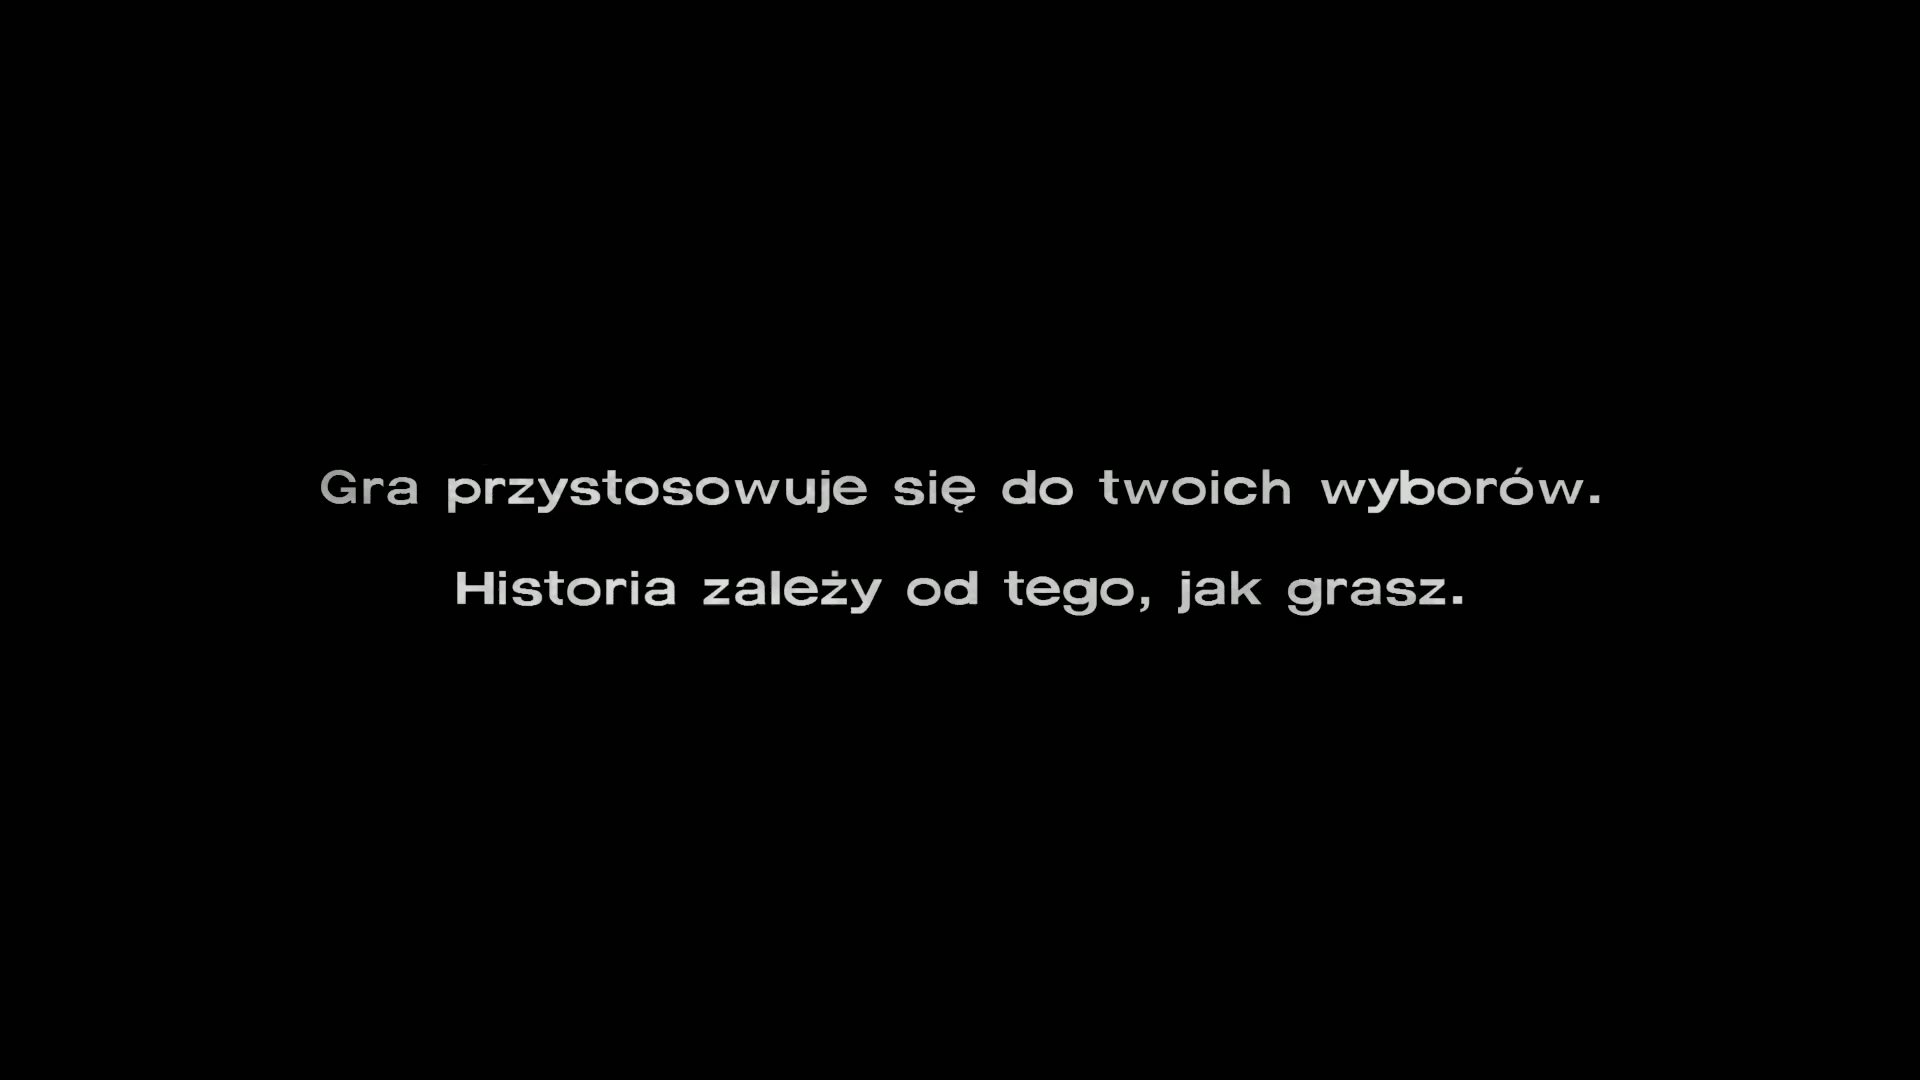 Gra przystosowuje się do twoich wyborów.
Historia zależy od tego, jak grasz.